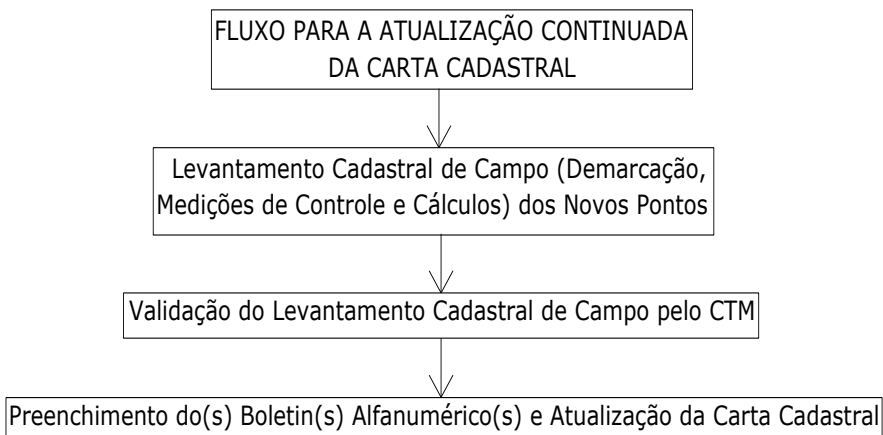 FLUXO PARA A ATUALIZAÇÃO CONTINUADA
DA CARTA CADASTRAL
Levantamento Cadastral de Campo (Demarcação,
Medições de Controle e Cálculos) dos Novos Pontos
Validação do Levantamento Cadastral de Campo pelo CTM
Preenchimento do(s) Boletin(s) Alfanumérico(s) e Atualização da Carta Cadastral